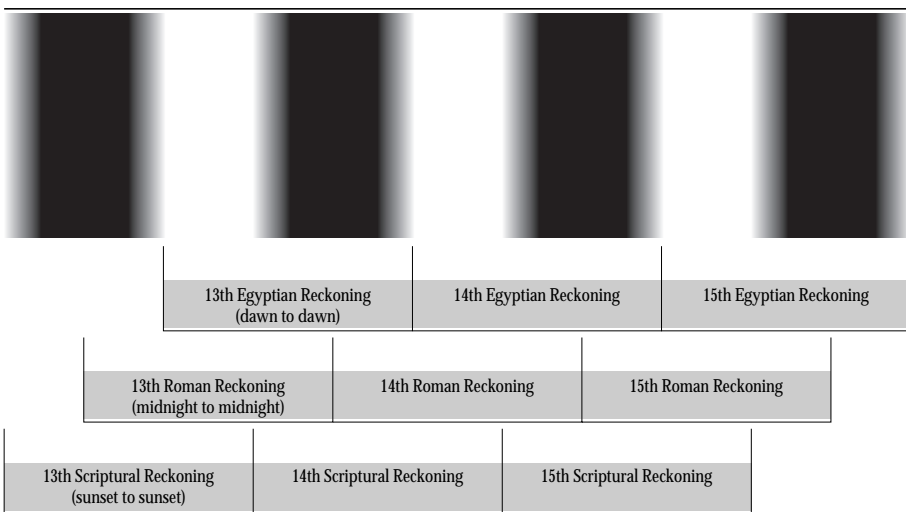 13th Egyptian Reckoning
(dawn to dawn)
14th Egyptian Reckoning
15th Egyptian Reckoning
13th Roman Reckoning
(midnight to midnight)
14th Roman Reckoning
15th Roman Reckoning
13th Scriptural Reckoning
(sunset to sunset)
14th Scriptural Reckoning
15th Scriptural Reckoning